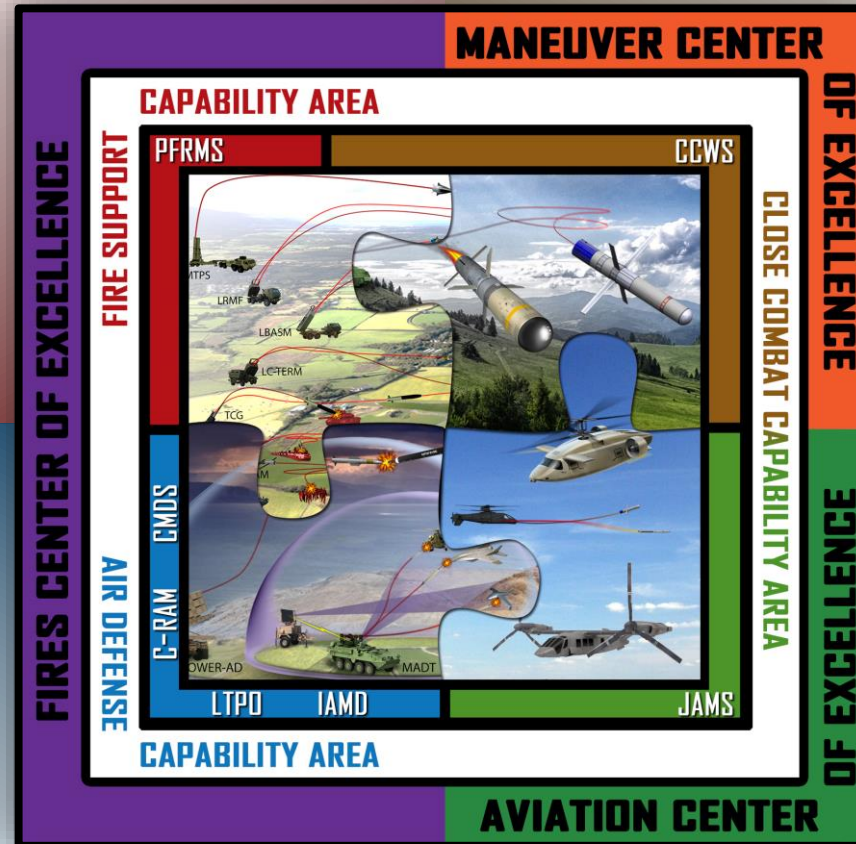 MANEUVER CENTER
OF EXCELLENCE
FIRES CENTER OF EXCELLENCE
CAPABILITY AREA
FIRE SUPPORT
PFRMS
CCWS
CLOSE COMBAT CAPABILITY AREA
MTPS
LRMF
LBASM
LC-TERM
TCG
CMDS
C-RAM
AIR DEFENSE
OWER-AD
MADT
LTPO
IAMD
JAMS
CAPABILITY AREA
AVIATION CENTER
OF EXCELLENCE